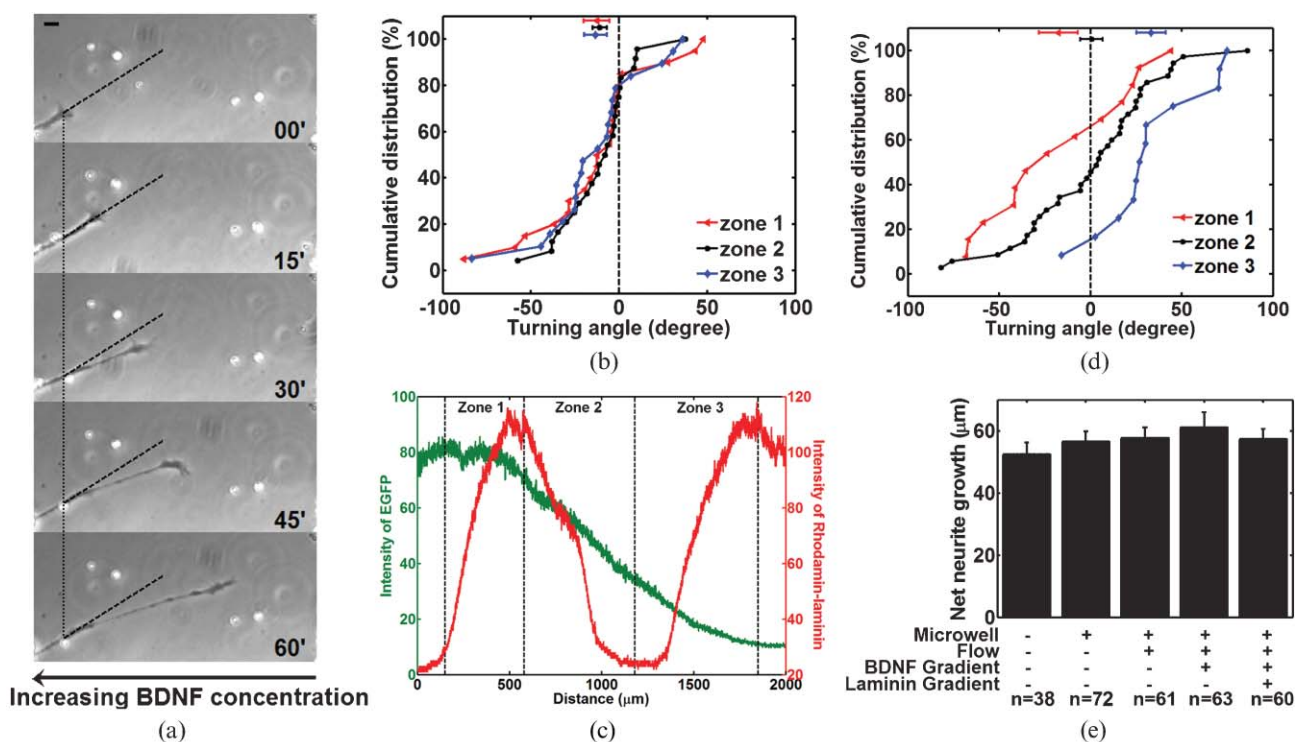 00'
15'
30'
45'
60'
Increasing BDNF concentration
(a)
Cumulative distribution (%)
100
80
60
40
20
0
zone 1
zone 2
zone 3
-100
-50
0
50
100
Turning angle (degree)
(b)
Intensity of EGFP
100
80
60
40
20
0
Zone 1
Zone 2
Zone 3
120
100
80
60
40
20
Intensity of Rhodamin-laminin
0
500
1000
1500
2000
Distance (μm)
(c)
Cumulative distribution (%)
100
80
60
40
20
0
zone 1
zone 2
zone 3
-100
-50
0
50
100
Turning angle (degree)
(d)
Net neurite growth (μm)
60
40
20
0
Microwell - + + + +
Flow - - + + +
BDNF Gradient - - - + +
Laminin Gradient - - - - +
n=38 n=72 n=61 n=63 n=60
(e)